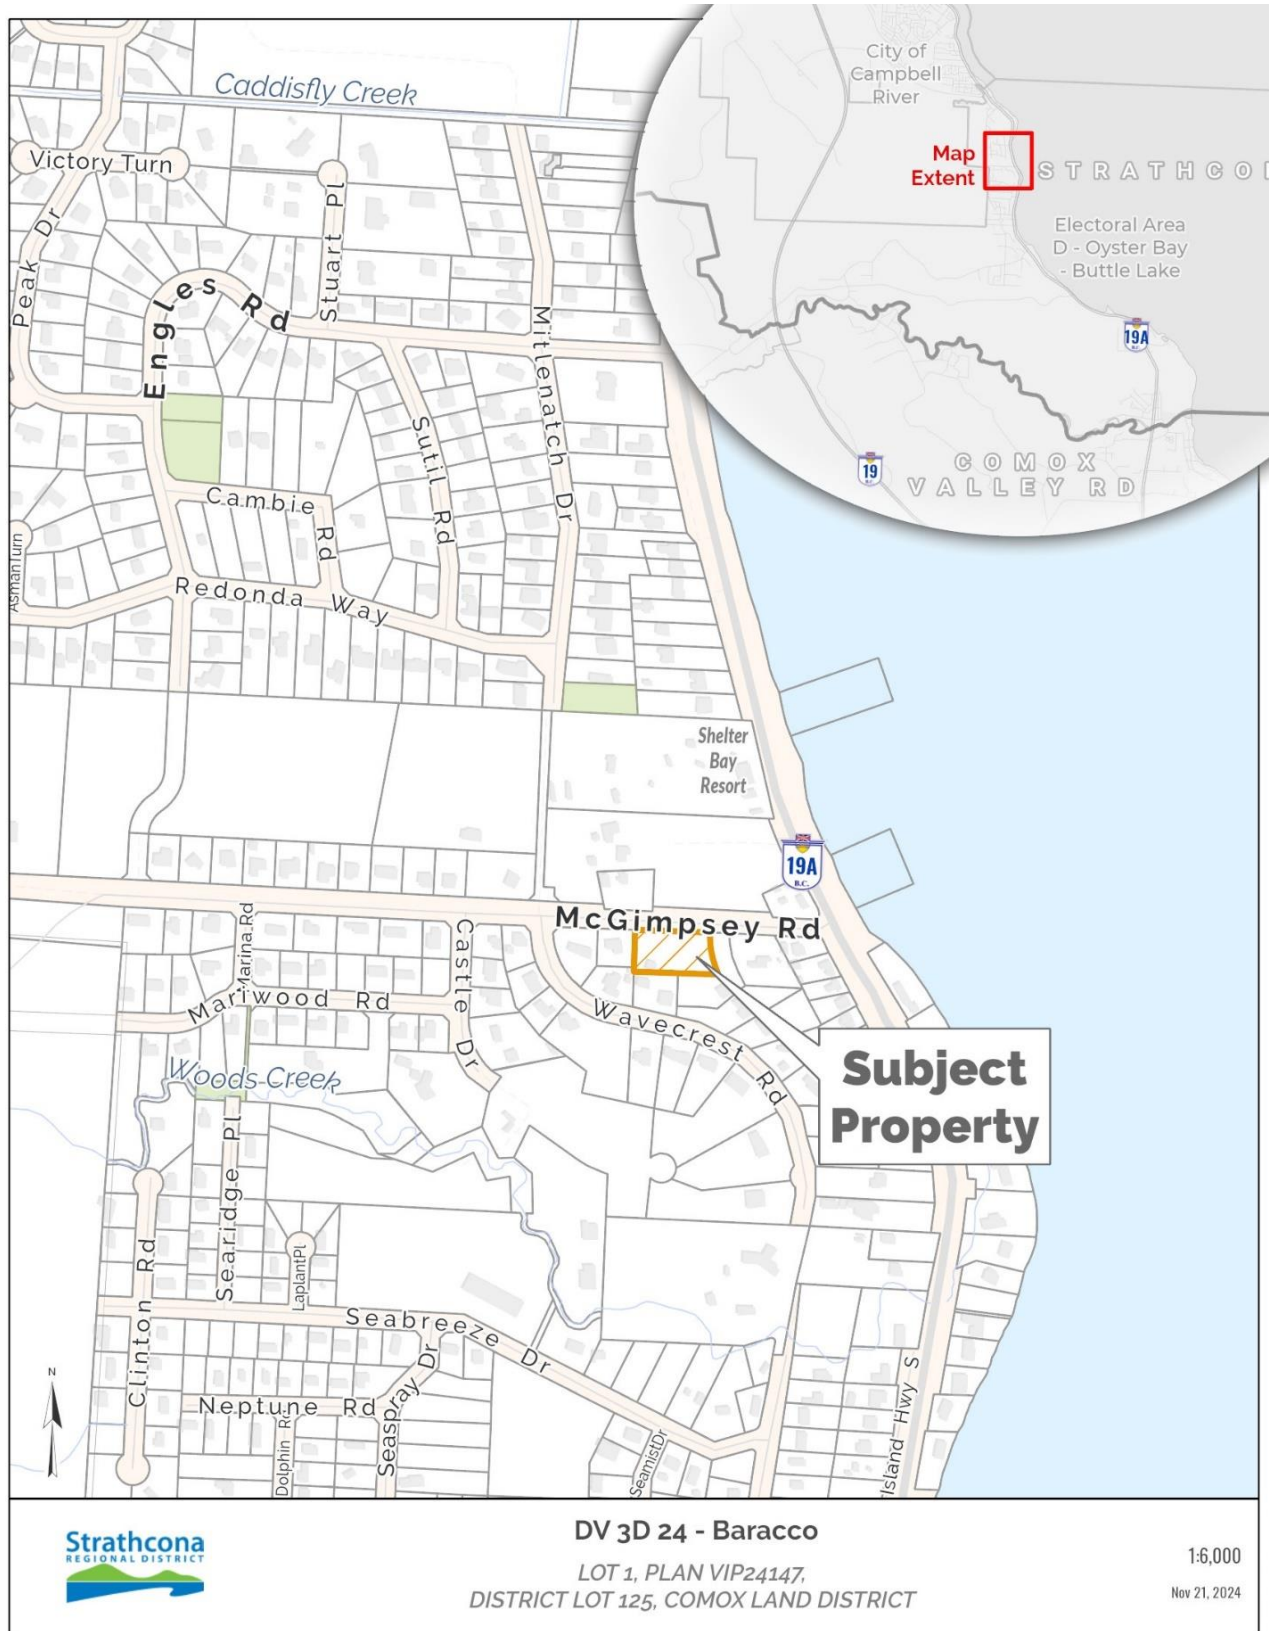 Caddisfly Creek
City of
Campbell
River
Map
Extent
STRATHCO
Electoral Area
D - Oyster Bay
- Buttle Lake
19A
19
COMOX
VALLEY RD
Victory Turn
Peak Dr
Stuart Pl
Engles Rd
Mitlenatch Dr
Sutil Rd
Cambie Rd
AsmanTurn
Redonda Way
Shelter
Bay
Resort
19A
B.C.
McGimpsey Rd
Marina Rd
Castle Dr
Mariwood Rd
Wavecrest Rd
Subject
Property
Woods Creek
Searidge Pl
Clinton Rd
LaplantPl
Seabreeze Dr
Neptune Rd
Dolphin Rd
Seaspray Dr
SeamistDr
Island Hwy S
N
Strathcona
REGIONAL DISTRICT
DV 3D 24 - Baracco
LOT 1, PLAN VIP24147,
DISTRICT LOT 125, COMOX LAND DISTRICT
1:6,000
Nov 21, 2024